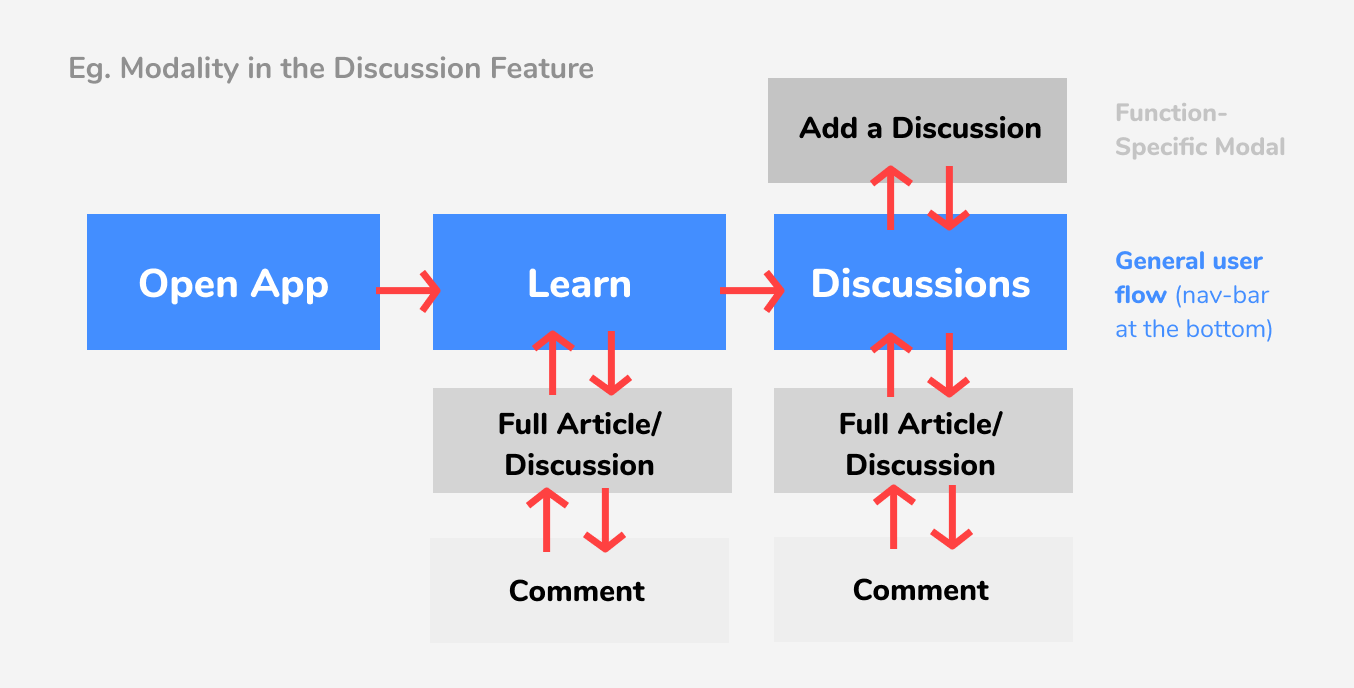 Eg. Modality in the Discussion Feature
Add a Discussion
Function-
Specific Modal
Open App
Learn
Discussions
General user
flow (nav-bar
at the bottom)
Full Article/
Discussion
Full Article/
Discussion
Comment
Comment